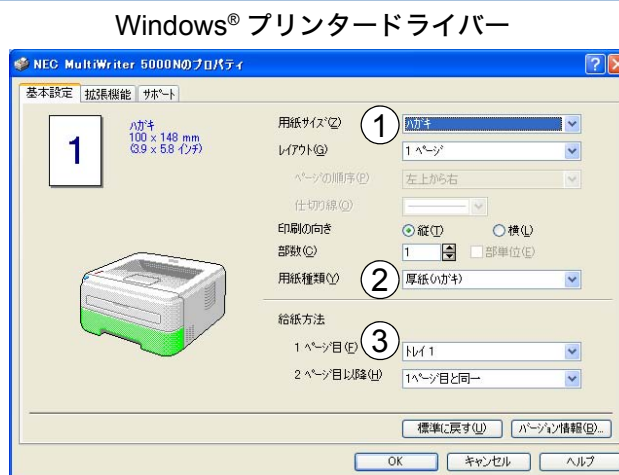 Windows® プリンタードライバー
NEC MultiWriter 5000Nのプロパティ
基本設定 拡張機能 サポート
1
ハガキ
100 x 148 mm
(3.9 x 5.8 インチ)
用紙サイズ(Z) ① ハガキ
レイアウト(G) 1 ページ
ページの順序(P) 左上から右
仕切り線(O)
印刷の向き 縦(T) 横(L)
部数(C) 1 部単位(E)
用紙種類(Y) ② 厚紙(ハガキ)
給紙方法
1 ページ目(F) ③ トレイ 1
2 ページ目以降(H) 1ページ目と同一
標準に戻す(U) バージョン情報(B)...
OK キャンセル ヘルプ